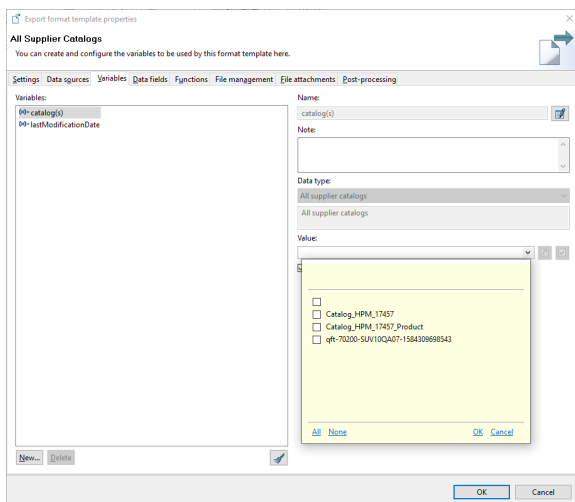 Export format template properties
All Supplier Catalogs
You can create and configure the variables to be used by this format template here.
Settings Data sources Variables Data fields Functions File management File attachments Post-processing
Variables:
(x)= catalog(s)
(x)= lastModificationDate
Name:
catalog(s)
Note:
Data type:
All supplier catalogs
All supplier catalogs
Value:
Catalog_HPM_17457
Catalog_HPM_17457_Product
qft-70200-SUV10QA07-1584309698543
All None OK Cancel
New... Delete
OK Cancel